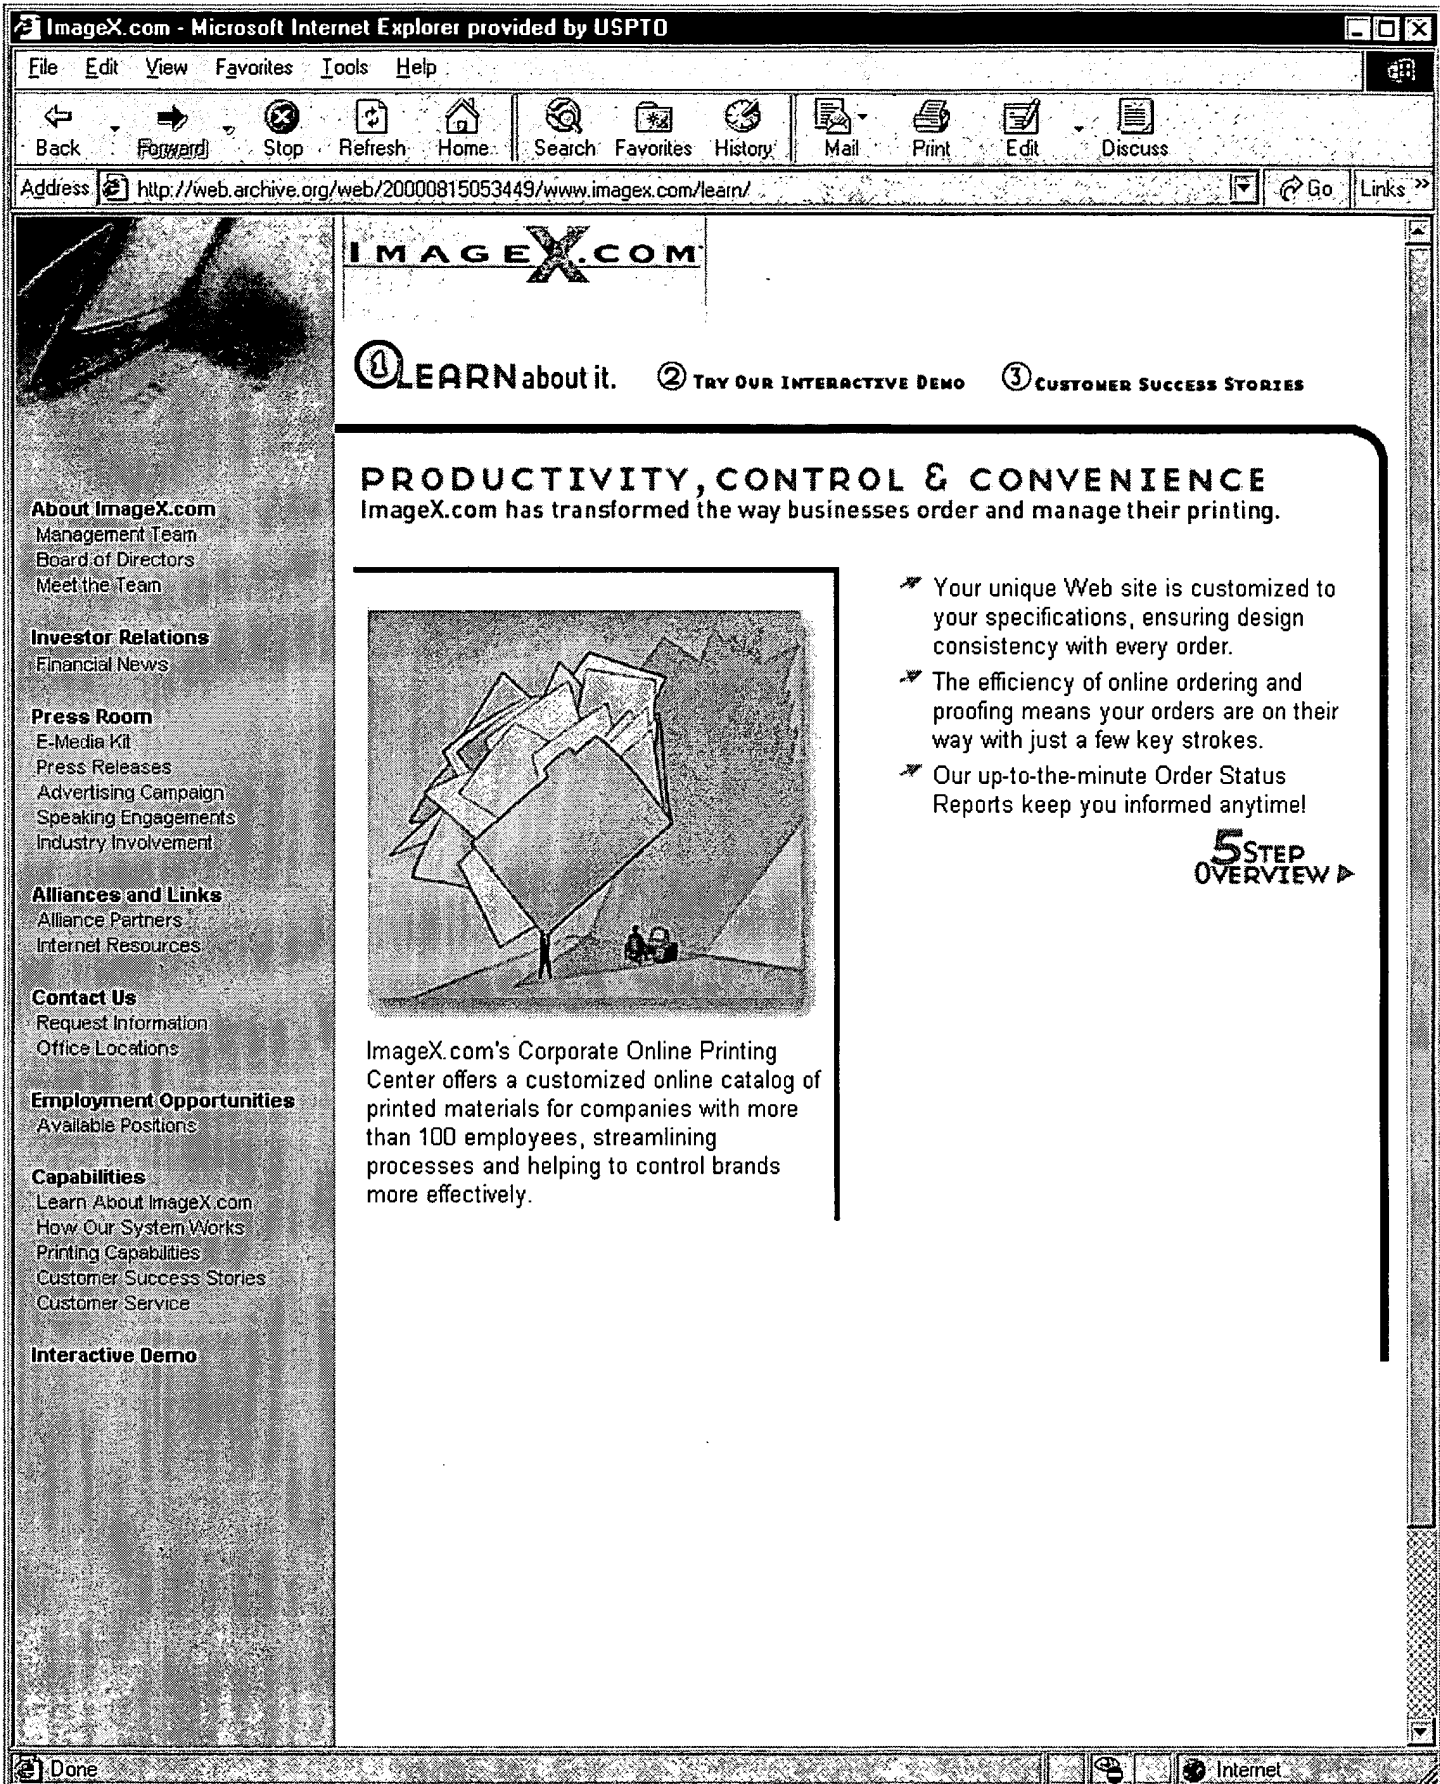 ImageX.com - Microsoft Internet Explorer provided by USPTO
File Edit View Favorites Tools Help
Back Forward Stop Refresh Home Search Favorites History Mail Print Edit Discuss
Address http://web.archive.org/web/20000815053449/www.imagex.com/learn/ Go Links »
IMAGEX.COM
1 LEARN about it. 2 TRY OUR INTERACTIVE DEMO 3 CUSTOMER SUCCESS STORIES
PRODUCTIVITY, CONTROL & CONVENIENCE
ImageX.com has transformed the way businesses order and manage their printing.
About ImageX.com
Management Team
Board of Directors
Meet the Team
Investor Relations
Financial News
Press Room
E-Media Kit
Press Releases
Advertising Campaign
Speaking Engagements
Industry Involvement
Alliances and Links
Alliance Partners
Internet Resources
Contact Us
Request Information
Office Locations
Employment Opportunities
Available Positions
Capabilities
Learn About ImageX.com
How Our System Works
Printing Capabilities
Customer Success Stories
Customer Service
Interactive Demo
ImageX.com's Corporate Online Printing
Center offers a customized online catalog of
printed materials for companies with more
than 100 employees, streamlining
processes and helping to control brands
more effectively.
Your unique Web site is customized to
your specifications, ensuring design
consistency with every order.
The efficiency of online ordering and
proofing means your orders are on their
way with just a few key strokes.
Our up-to-the-minute Order Status
Reports keep you informed anytime!
5 STEP
OVERVIEW
Done Internet